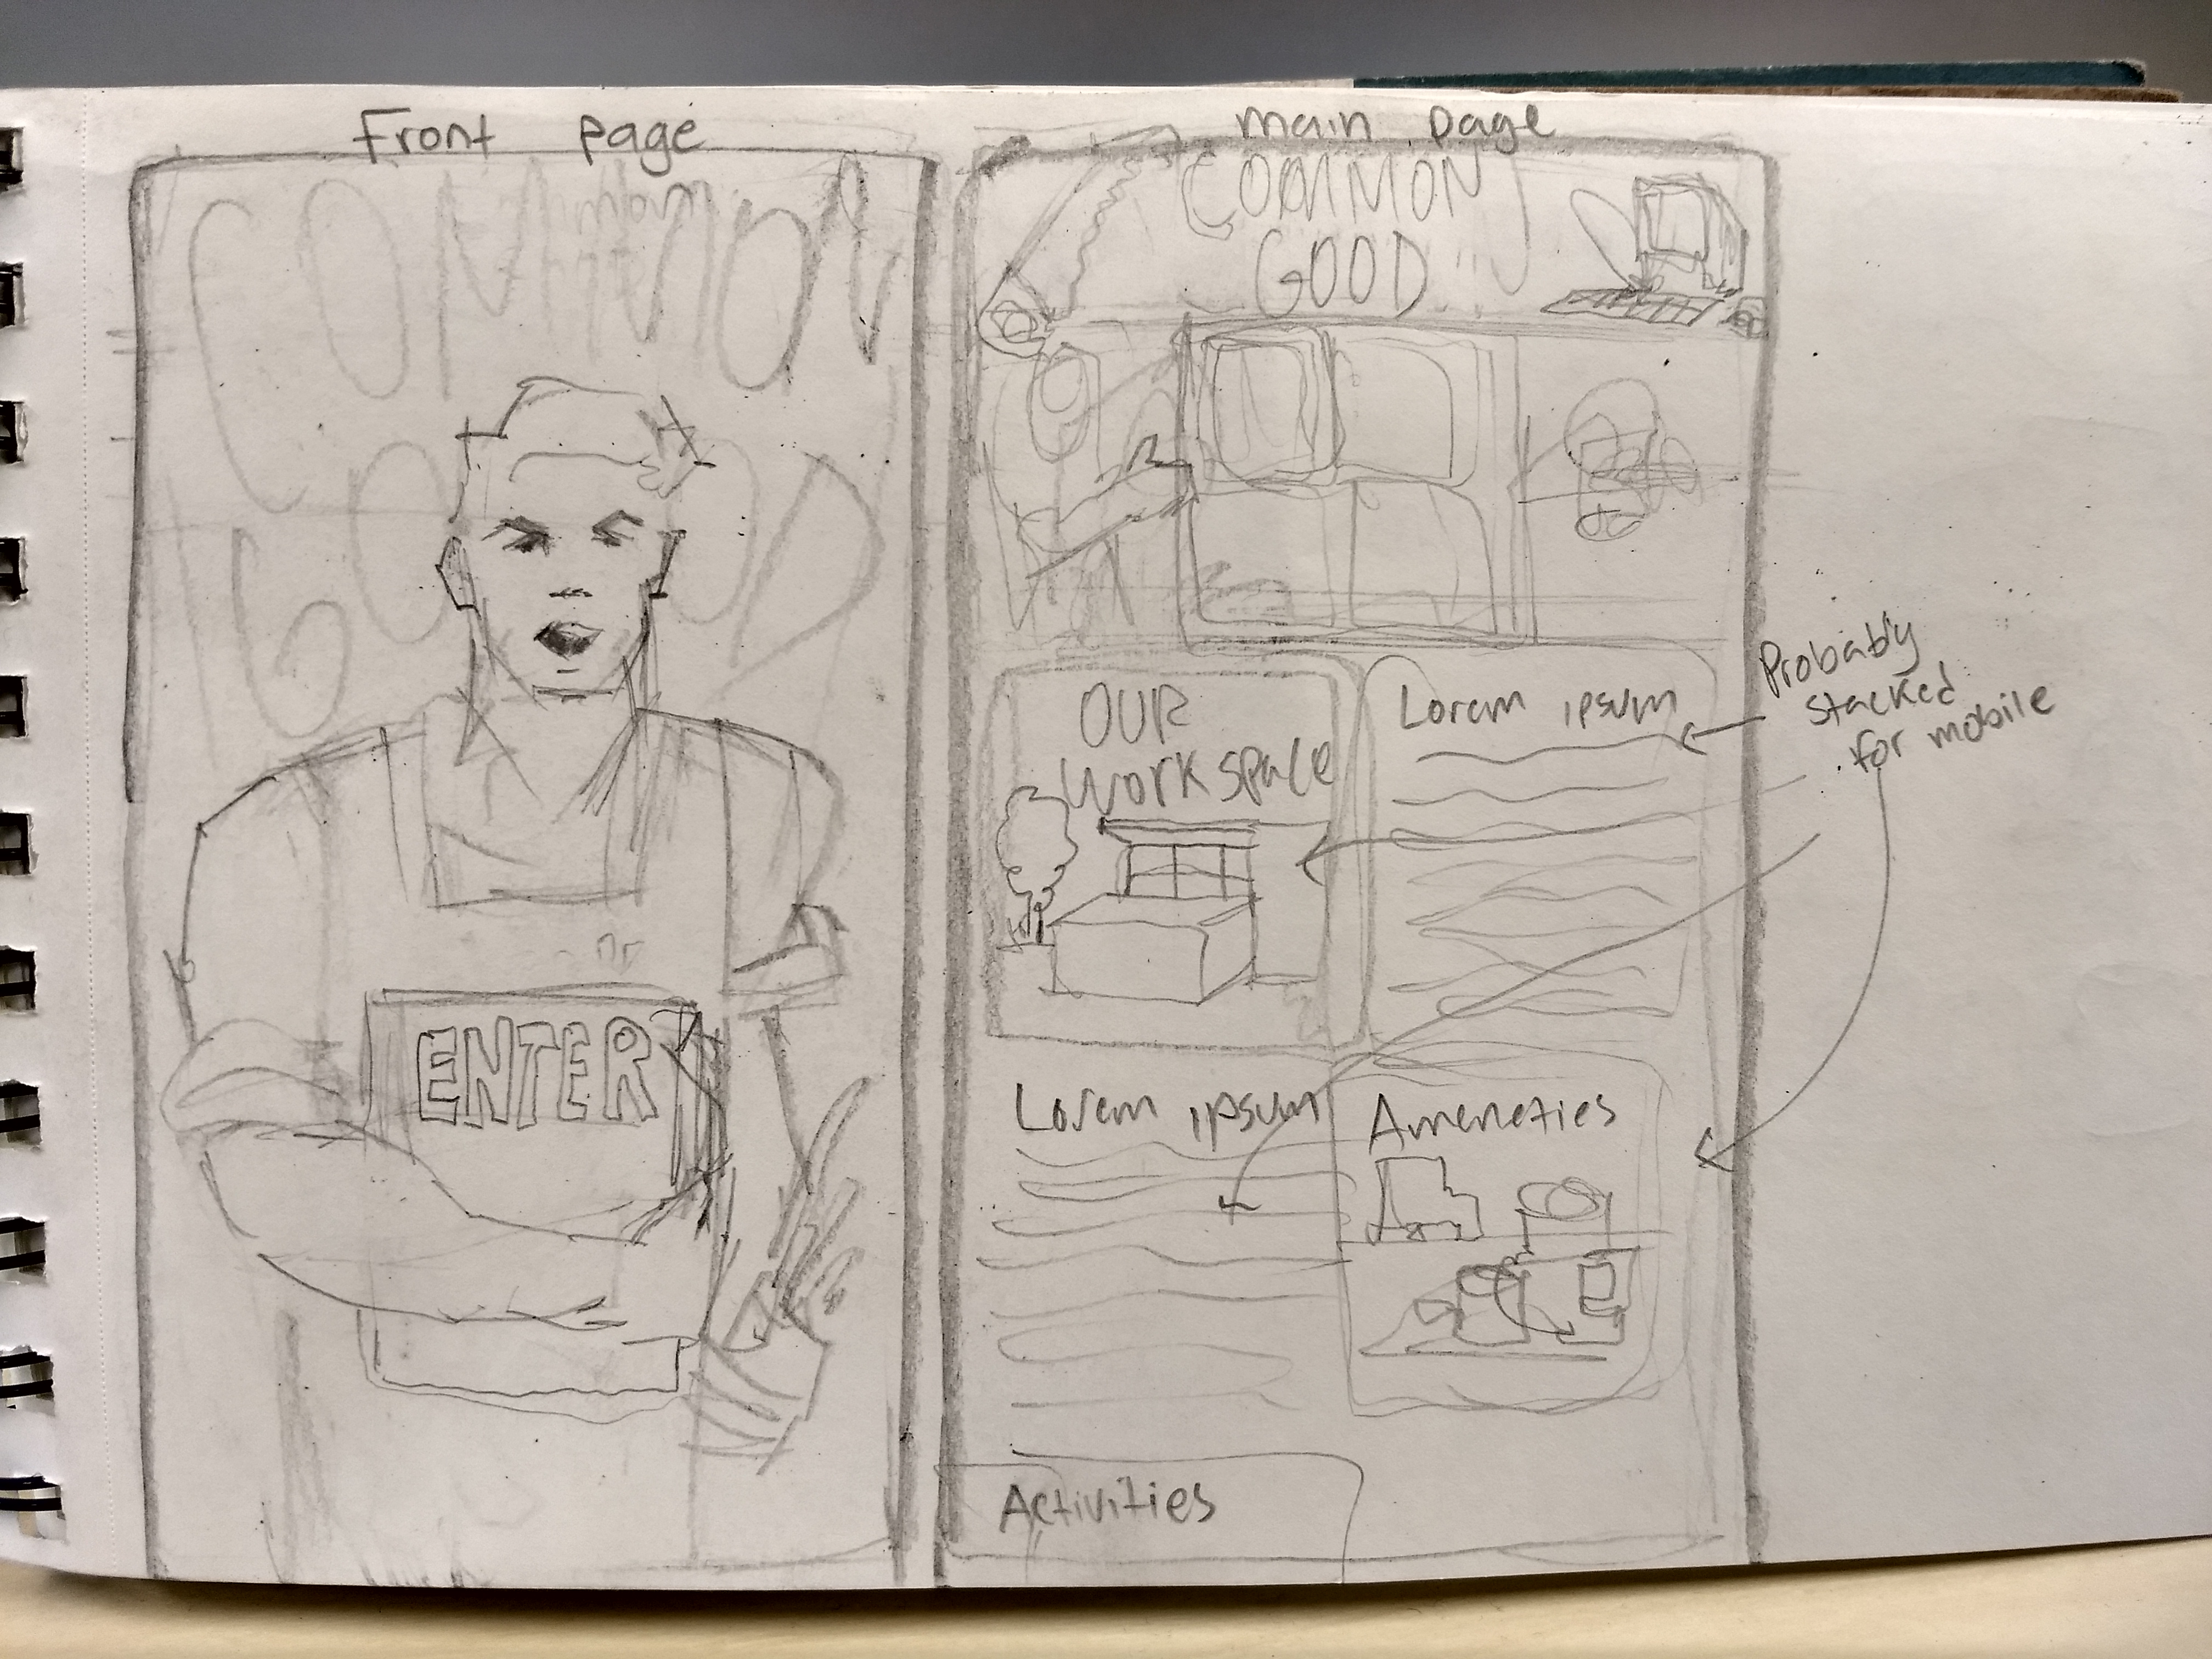 Front page
COMMON
GOOD
ENTER
main page
COMMON
GOOD
OUR
workspace
Lorem ipsum
Probably
stacked
for mobile
Lorem ipsum
Ameneties
Activities